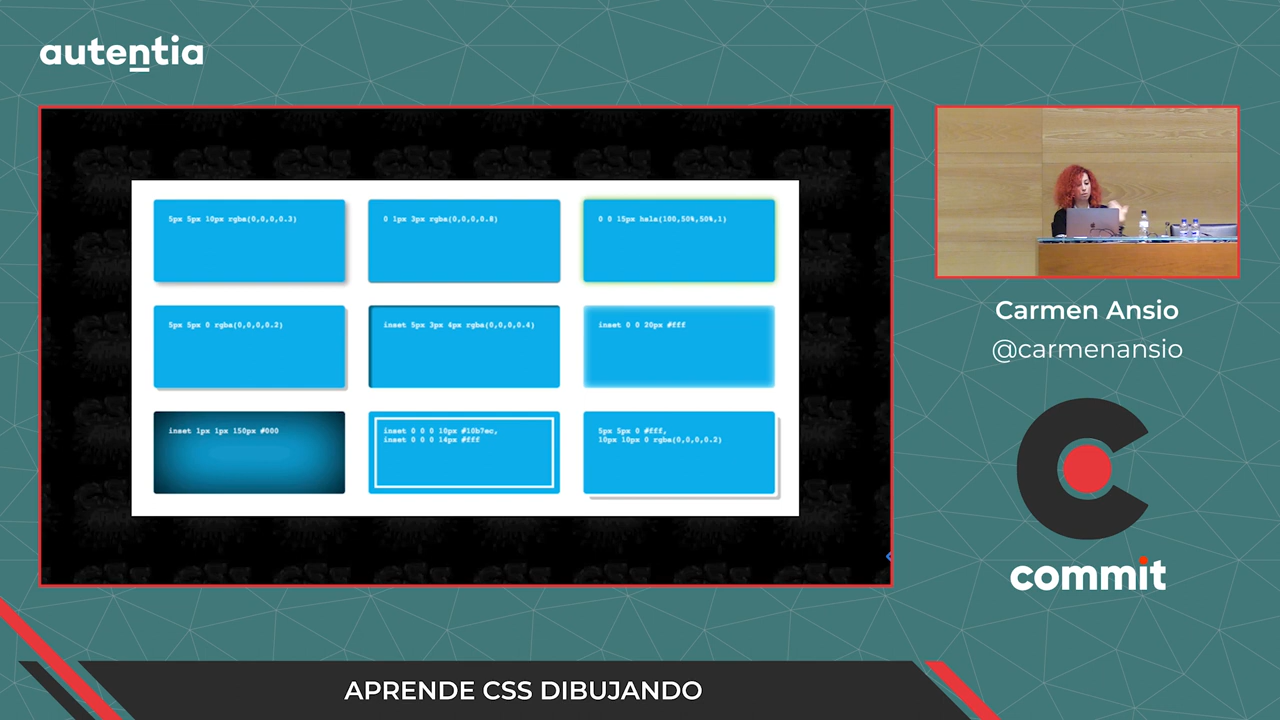 autentia
5px 5px 10px rgba(0,0,0,0.3)
0 1px 3px rgba(0,0,0,0.8)
0 0 15px hsla(100,50%,50%,1)
5px 5px 0 rgba(0,0,0,0.2)
inset 5px 3px 4px rgba(0,0,0,0.4)
inset 0 0 20px #fff
inset 1px 1px 150px #000
inset 0 0 0 10px #10b7ec,
inset 0 0 0 14px #fff
5px 5px 0 #fff,
10px 10px 0 rgba(0,0,0,0.2)
Carmen Ansio
@carmenansio
commit
APRENDE CSS DIBUJANDO